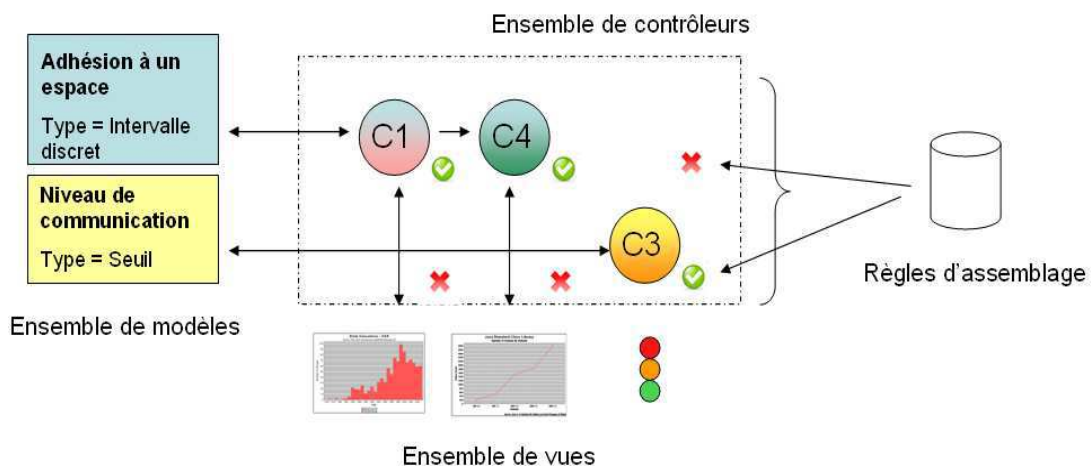 Ensemble de contrôleurs
Adhésion à un
espace
Type = Intervalle
discret
Niveau de
communication
Type = Seuil
Ensemble de modèles
C1
C4
C3
Règles d'assemblage
Ensemble de vues